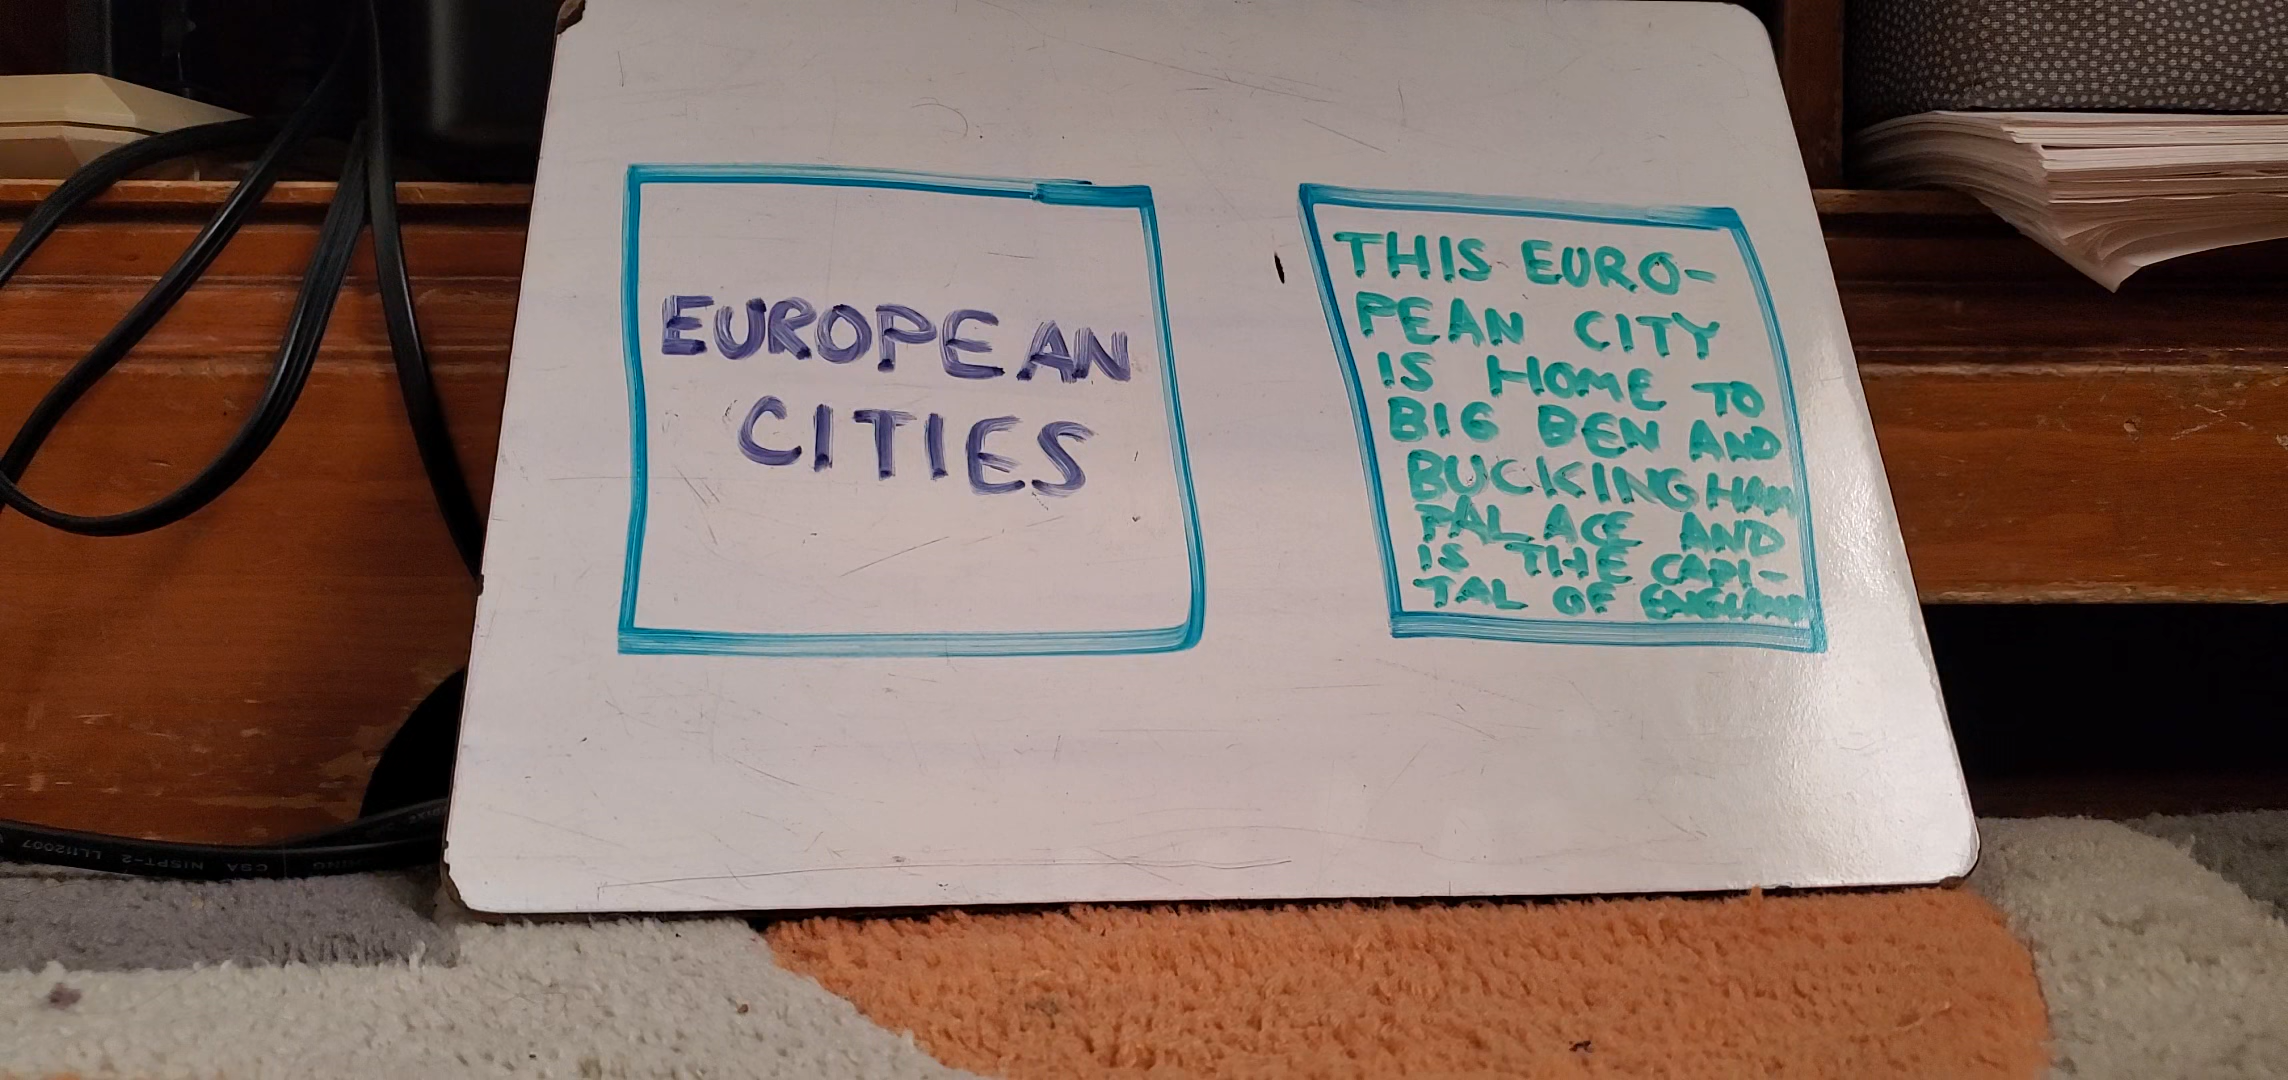 EUROPEAN
CITIES
THIS EURO-
PEAN CITY
IS HOME TO
BIG BEN AND
BUCKINGHAM
PALACE AND
IS THE CAPI-
TAL OF ENGLAND
LL112007 NISPT-2 CSA